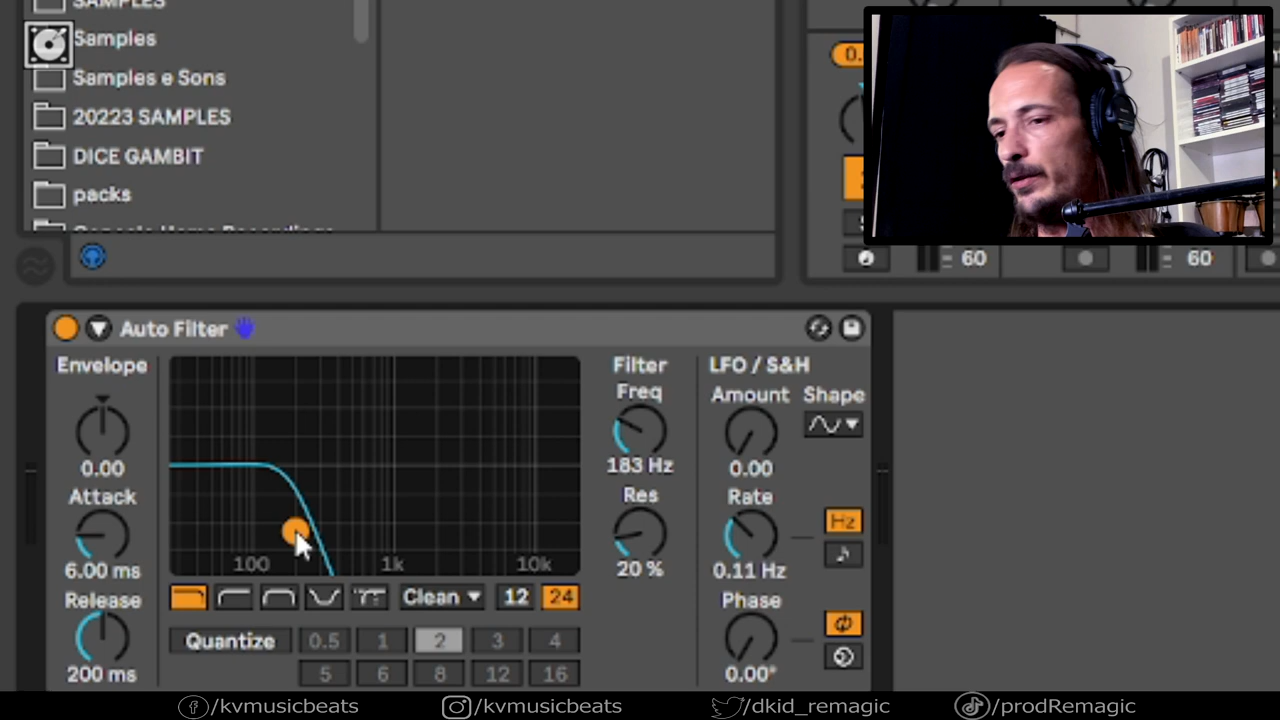 SAMPLES
Samples
Samples e Sons
20223 SAMPLES
DICE GAMBIT
packs
0.
60
60
Auto Filter
Envelope
0.00
Attack
6.00 ms
Release
200 ms
100 1k 10k
Clean 12 24
Quantize 0.5 1 2 3 4
5 6 8 12 16
Filter
Freq
183 Hz
Res
20 %
LFO / S&H
Amount Shape
0.00
Rate
Hz
0.11 Hz
Phase
0.00°
/kvmusicbeats /kvmusicbeats /dkid_remagic /prodRemagic